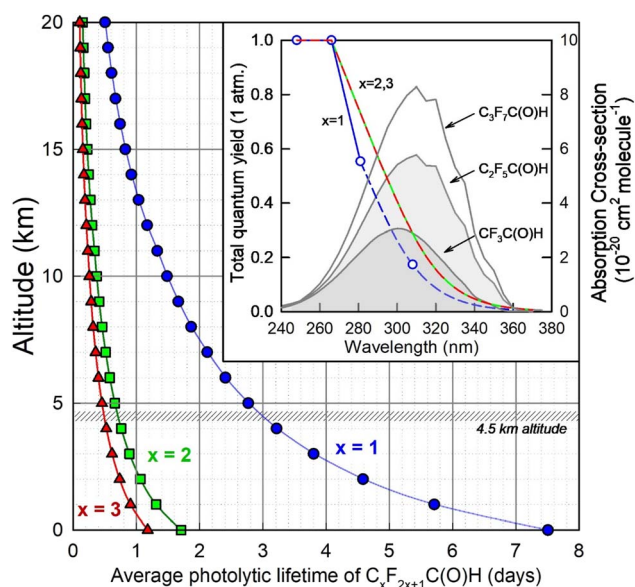 20
15
10
5
0
Altitude (km)
0 1 2 3 4 5 6 7 8
Average photolytic lifetime of CₓF₂ₓ₊₁C(O)H (days)
x = 3
x = 2
x = 1
4.5 km altitude
1.0
0.8
0.6
0.4
0.2
0.0
Total quantum yield (1 atm.)
240 260 280 300 320 340 360 380
Wavelength (nm)
10
8
6
4
2
0
Absorption Cross-section
(10⁻²⁰ cm² molecule⁻¹)
x=2,3
x=1
C₃F₇C(O)H
C₂F₅C(O)H
CF₃C(O)H